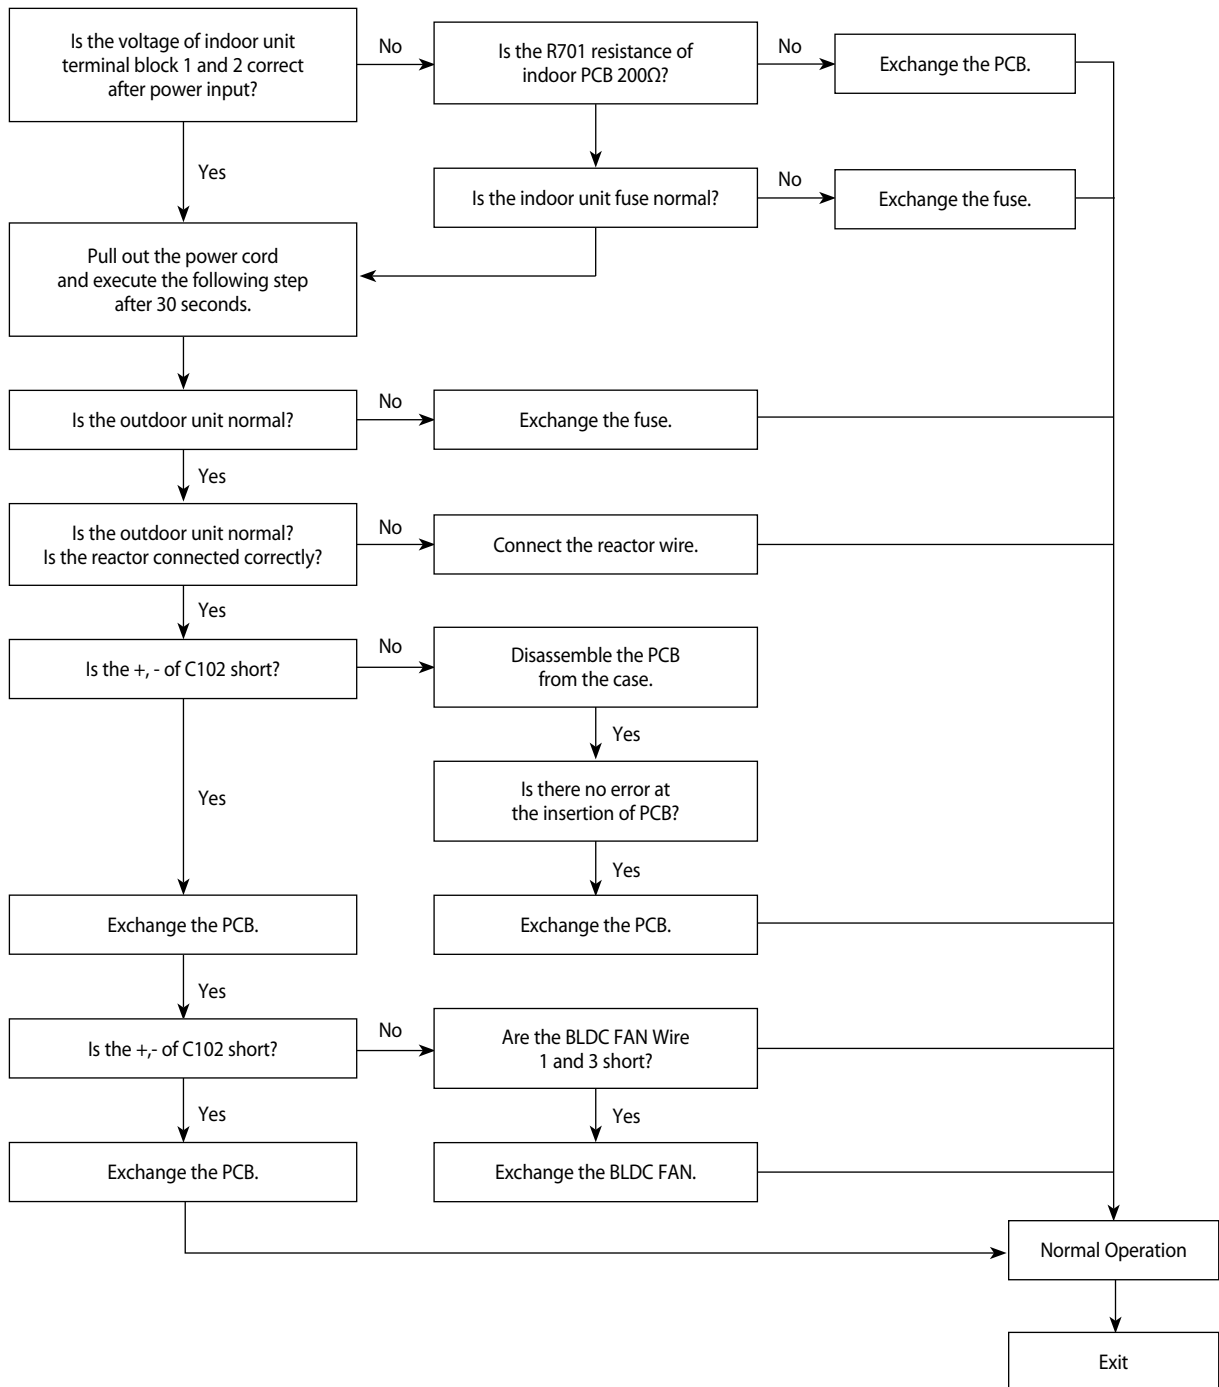 Is the voltage of indoor unit
terminal block 1 and 2 correct
after power input?
No
Is the R701 resistance of
indoor PCB 200Ω?
No
Exchange the PCB.
Yes
Is the indoor unit fuse normal?
No
Exchange the fuse.
Pull out the power cord
and execute the following step
after 30 seconds.
Is the outdoor unit normal?
No
Exchange the fuse.
Yes
Is the outdoor unit normal?
Is the reactor connected correctly?
No
Connect the reactor wire.
Yes
Is the +, - of C102 short?
No
Disassemble the PCB
from the case.
Yes
Is there no error at
the insertion of PCB?
Yes
Yes
Exchange the PCB.
Exchange the PCB.
Yes
Is the +,- of C102 short?
No
Are the BLDC FAN Wire
1 and 3 short?
Yes
Yes
Exchange the PCB.
Exchange the BLDC FAN.
Normal Operation
Exit